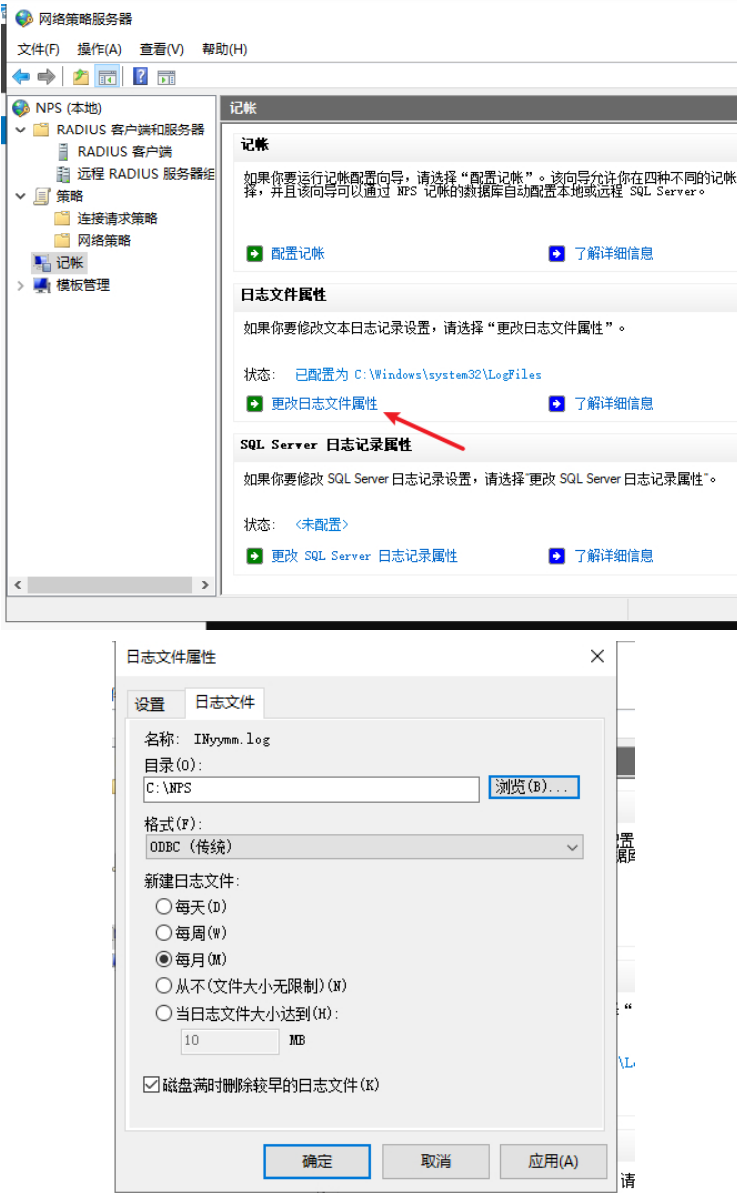 网络策略服务器
文件(F) 操作(A) 查看(V) 帮助(H)
NPS (本地)
RADIUS 客户端和服务器
RADIUS 客户端
远程 RADIUS 服务器组
策略
连接请求策略
网络策略
记帐
模板管理
记帐
记帐
如果你要运行记帐配置向导，请选择“配置记帐”。该向导允许你在四种不同的记帐
择，并且该向导可以通过 NPS 记帐的数据库自动配置本地或远程 SQL Server。
配置记帐 了解详细信息
日志文件属性
如果你要修改文本日志记录设置，请选择“更改日志文件属性”。
状态: 已配置为 C:\Windows\system32\LogFiles
更改日志文件属性 了解详细信息
SQL Server 日志记录属性
如果你要修改 SQL Server 日志记录设置，请选择"更改 SQL Server 日志记录属性"。
状态: <未配置>
更改 SQL Server 日志记录属性 了解详细信息
日志文件属性
设置 日志文件
名称: INyymm.log
目录(O):
C:\NPS 浏览(B)...
格式(F):
ODBC (传统)
新建日志文件:
每天(D)
每周(W)
每月(M)
从不(文件大小无限制)(N)
当日志文件大小达到(H):
10 MB
磁盘满时删除较早的日志文件(K)
确定 取消 应用(A)
置
据库
“
\L
请